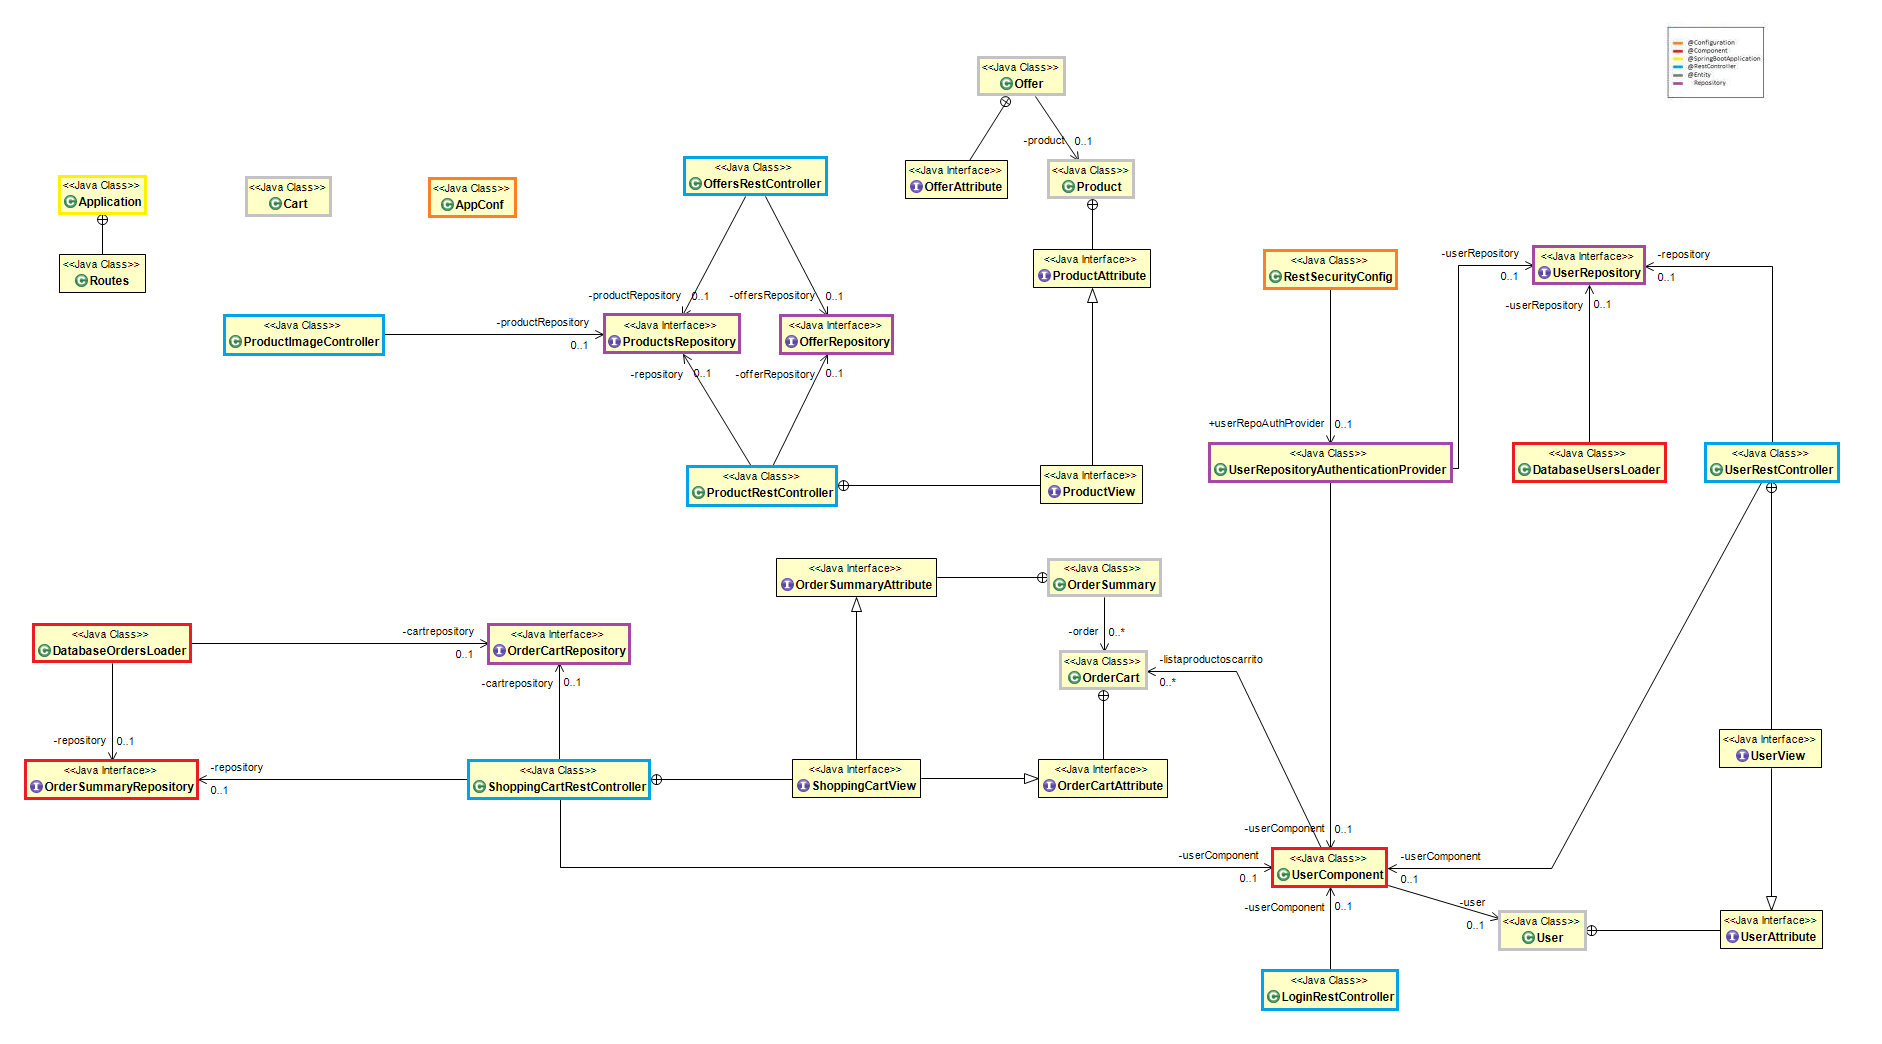 @Configuration
@Component
@SpringBootApplication
@RestController
@Entity
Repository
<<Java Class>>
Offer
-product 0..1
<<Java Interface>>
OfferAttribute
<<Java Class>>
Product
<<Java Class>>
OffersRestController
<<Java Class>>
Application
<<Java Class>>
Cart
<<Java Class>>
AppConf
<<Java Class>>
Routes
<<Java Interface>>
ProductAttribute
<<Java Class>>
RestSecurityConfig
-userRepository
0..1
<<Java Interface>>
UserRepository
-repository
0..1
-userRepository 0..1
-productRepository 0..1
-offersRepository 0..1
<<Java Class>>
ProductImageController
-productRepository
0..1
<<Java Interface>>
ProductsRepository
<<Java Interface>>
OfferRepository
-repository 0..1
-offerRepository 0..1
+userRepoAuthProvider 0..1
<<Java Class>>
UserRepositoryAuthenticationProvider
<<Java Class>>
DatabaseUsersLoader
<<Java Class>>
UserRestController
<<Java Class>>
ProductRestController
<<Java Interface>>
ProductView
<<Java Interface>>
OrderSummaryAttribute
<<Java Class>>
OrderSummary
-order 0..*
<<Java Class>>
DatabaseOrdersLoader
-cartrepository
0..1
<<Java Interface>>
OrderCartRepository
-cartrepository 0..1
<<Java Class>>
OrderCart
-listaproductoscarrito
0..*
-repository 0..1
<<Java Interface>>
OrderSummaryRepository
-repository
0..1
<<Java Class>>
ShoppingCartRestController
<<Java Interface>>
ShoppingCartView
<<Java Interface>>
OrderCartAttribute
<<Java Interface>>
UserView
-userComponent 0..1
-userComponent
0..1
<<Java Class>>
UserComponent
-userComponent
0..1
-userComponent 0..1
-user
0..1
<<Java Class>>
User
<<Java Interface>>
UserAttribute
<<Java Class>>
LoginRestController